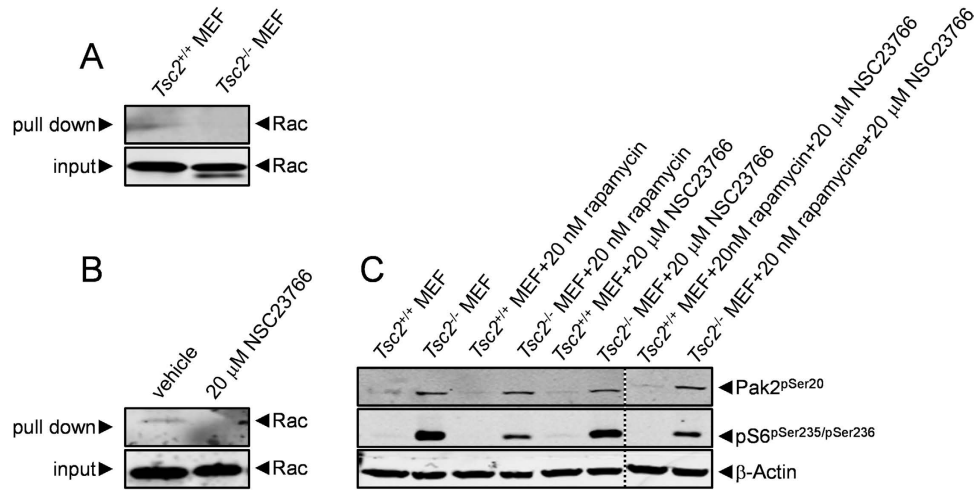 A
Tsc2+/+ MEF
Tsc2-/- MEF
pull down Rac
input Rac
B
vehicle
20 μM NSC23766
pull down Rac
input Rac
C
Tsc2+/+ MEF
Tsc2-/- MEF
Tsc2+/+ MEF+20 nM rapamycin
Tsc2-/- MEF+20 nM rapamycin
Tsc2+/+ MEF+20 μM NSC23766
Tsc2-/- MEF+20 μM NSC23766
Tsc2+/+ MEF+20nM rapamycin+20 μM NSC23766
Tsc2-/- MEF+20 nM rapamycine+20 μM NSC23766
Pak2pSer20
pS6pSer235/pSer236
β-Actin